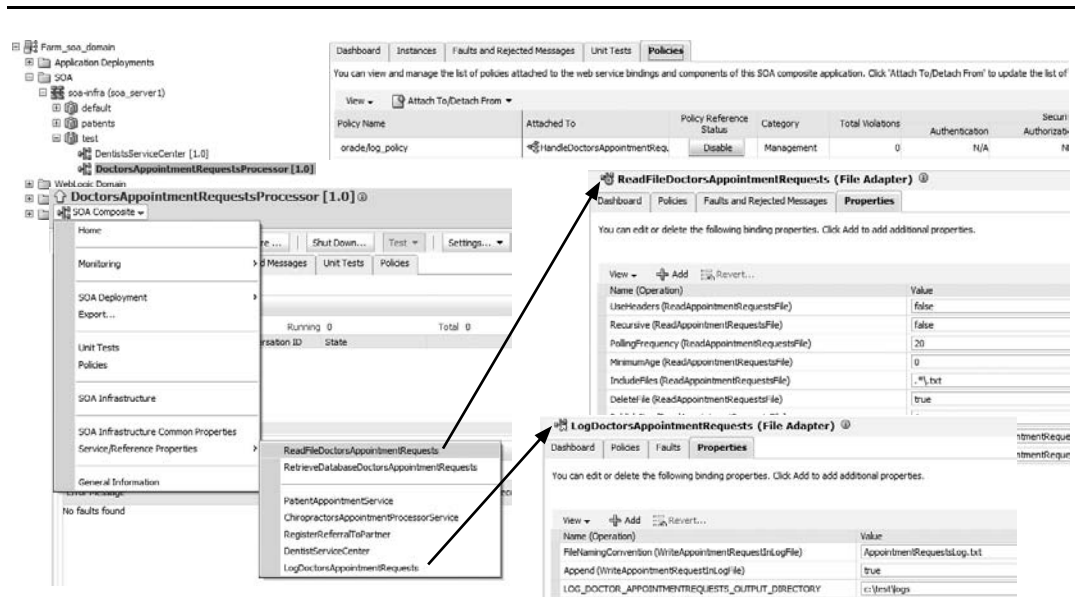 Farm_soa_domain
Application Deployments
SOA
soa-infra (soa_server1)
default
patents
test
DentistsServiceCenter [1.0]
DoctorsAppointmentRequestsProcessor [1.0]
WebLogic Domain
Dashboard Instances Faults and Rejected Messages Unit Tests Policies
You can view and manage the list of policies attached to the web service bindings and components of this SOA composite application. Click 'Attach To/Detach From' to update the list of
View Attach To/Detach From
Policy Name Attached To Policy Reference Status Category Total Violations Securi
Authentication Authorizati
oracle/log_policy HandleDoctorsAppointmentReq. Disable Management 0 N/A
DoctorsAppointmentRequestsProcessor [1.0]
SOA Composite
Home
Monitoring
SOA Deployment
Export...
Unit Tests
Policies
SOA Infrastructure
SOA Infrastructure Common Properties
Service/Reference Properties
General Information
re ... Shut Down... Test Settings...
d Messages Unit Tests Policies
Running 0 Total 0
rsation ID State
Error Message
No faults found
ReadFileDoctorsAppointmentRequests
RetrieveDatabaseDoctorsAppointmentRequests
PatientAppointmentService
ChiropractorsAppointmentProcessorService
RegisterReferralToPartner
DentistServiceCenter
LogDoctorsAppointmentRequests
ReadFileDoctorsAppointmentRequests (File Adapter)
Dashboard Policies Faults and Rejected Messages Properties
You can edit or delete the following binding properties. Click Add to add additional properties.
View Add Revert...
Name (Operation) Value
UseHeaders (ReadAppointmentRequestsFile) false
Recursive (ReadAppointmentRequestsFile) false
PollingFrequency (ReadAppointmentRequestsFile) 20
MinimumAge (ReadAppointmentRequestsFile) 0
IncludeFiles (ReadAppointmentRequestsFile) .*\.txt
DeleteFile (ReadAppointmentRequestsFile) true
ntmentReque
ntmentReque
LogDoctorsAppointmentRequests (File Adapter)
Dashboard Policies Faults Properties
You can edit or delete the following binding properties. Click Add to add additional properties.
View Add Revert...
Name (Operation) Value
FileNamingConvention (WriteAppointmentRequestInLogFile) AppointmentRequestsLog.txt
Append (WriteAppointmentRequestInLogFile) true
LOG_DOCTOR_APPOINTMENTREQUESTS_OUTPUT_DIRECTORY c:\test\logs